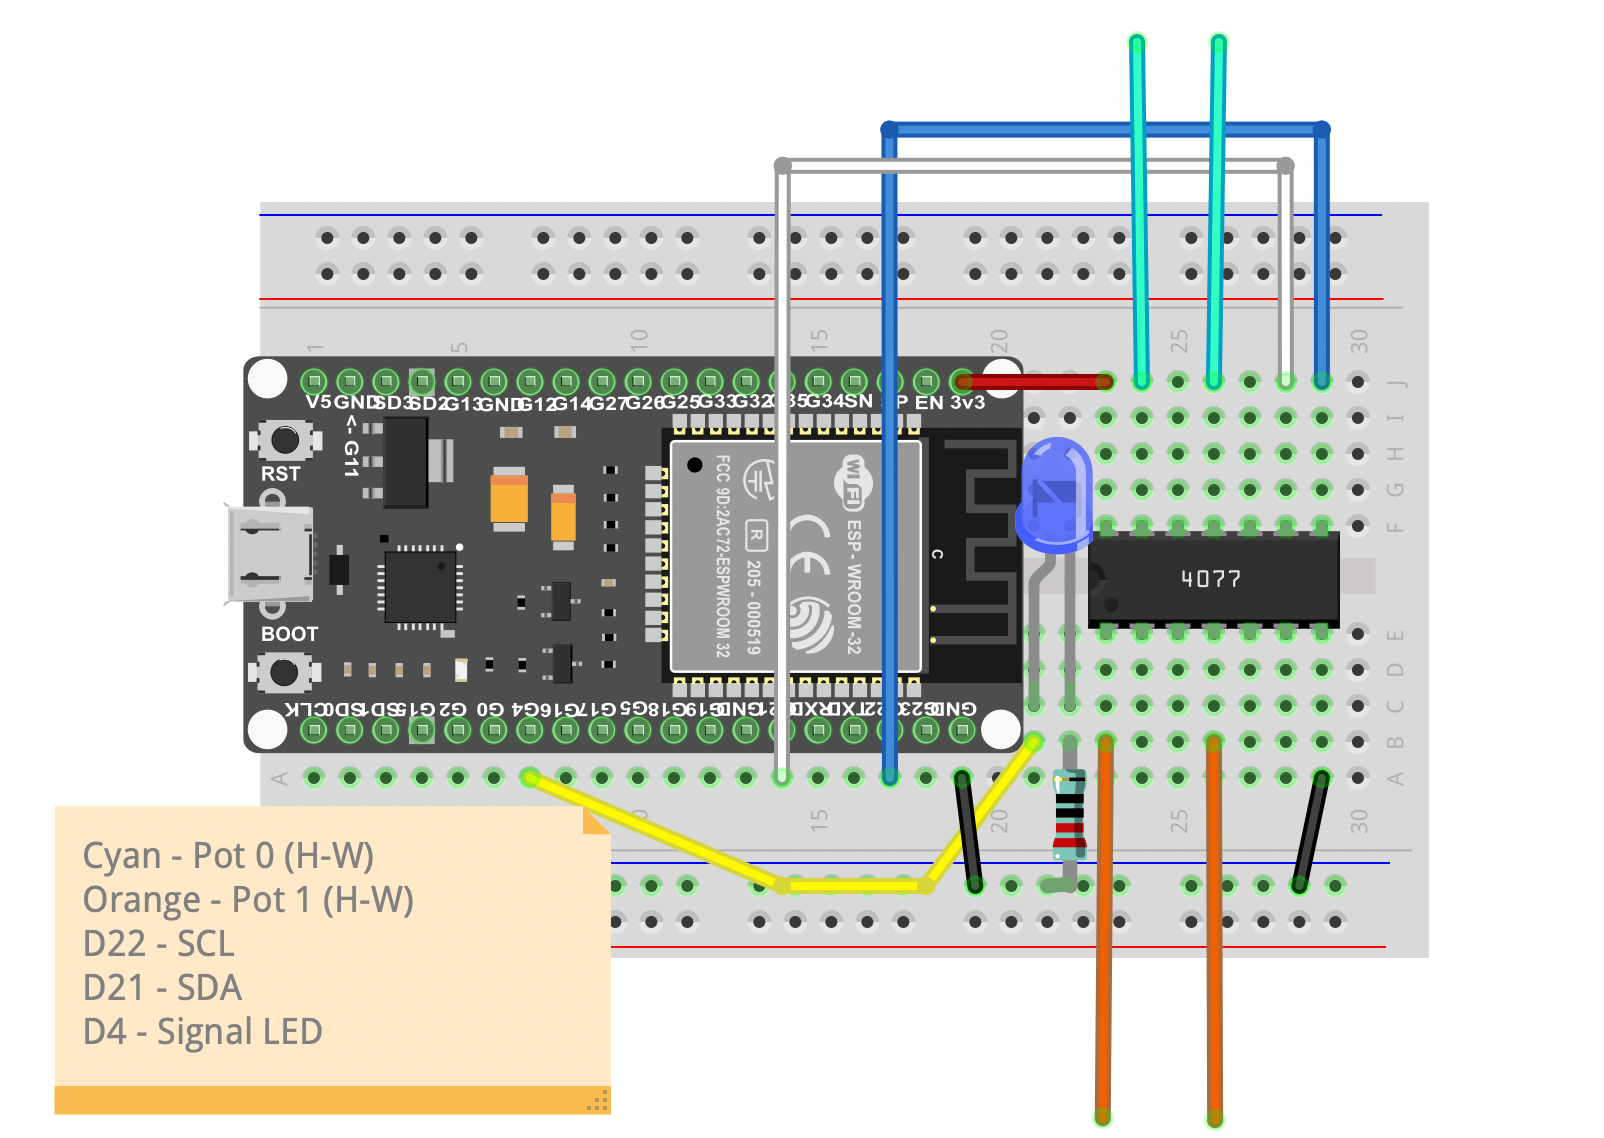 1
5
10
15
20
25
30
J
I
H
G
F
V5 GND SD3 SD2 G13 GND G12 G14 G27 G26 G25 G33 G32 G35 G34 SN EN 3v3
<- G11
RST
FCC 9D:2AC72-ESPWROOM 32
R
205 - 000519
CE
WiFi
ESP - WROOM -32
C
4077
BOOT
CLK SD0 SD1 G15 G2 G0 G4 G16 G17 G5 G18 G19 GND RXD TXD G23 GND
E
D
C
B
A
A
15
20
25
30
Cyan - Pot 0 (H-W)
Orange - Pot 1 (H-W)
D22 - SCL
D21 - SDA
D4 - Signal LED